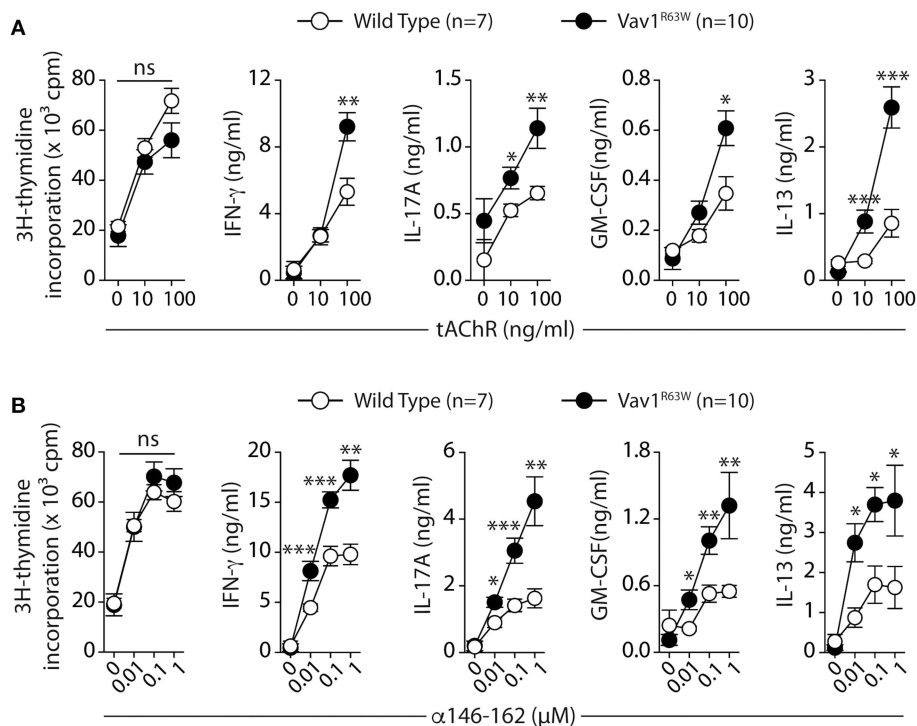 A
Wild Type (n=7) Vav1R63W (n=10)
3H-thymidine
incorporation (x 10³ cpm)
80
60
40
20
0
ns
0 10 100
IFN-γ (ng/ml)
12
8
4
0
**
0 10 100
IL-17A (ng/ml)
1.5
1.0
0.5
0.0
* **
0 10 100
GM-CSF(ng/ml)
0.8
0.6
0.4
0.2
0.0
*
0 10 100
IL-13 (ng/ml)
3
2
1
0
*** ***
0 10 100
tAChR (ng/ml)
B
Wild Type (n=7) Vav1R63W (n=10)
3H-thymidine
incorporation (x 10³ cpm)
80
60
40
20
0
ns
0 0.01 0.1 1
IFN-γ (ng/ml)
20
15
10
5
0
*** *** **
0 0.01 0.1 1
IL-17A (ng/ml)
6
4
2
0
* *** **
0 0.01 0.1 1
GM-CSF(ng/ml)
1.8
1.2
0.6
0.0
* ** **
0 0.01 0.1 1
IL-13 (ng/ml)
5
4
3
2
1
0
* * *
0 0.01 0.1 1
α146-162 (μM)